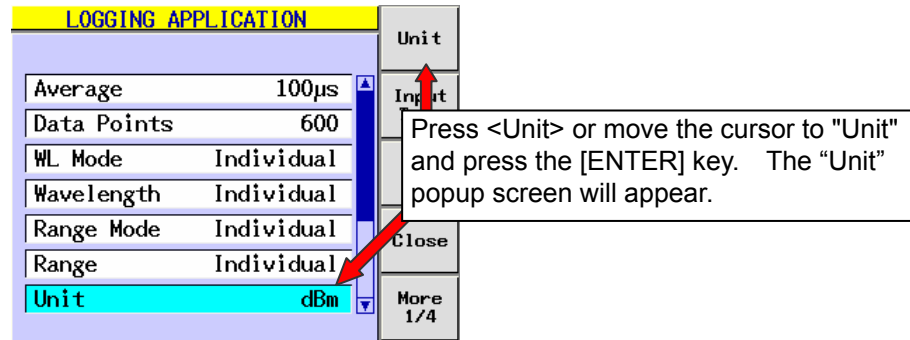 LOGGING APPLICATION
Average 100µs
Data Points 600
WL Mode Individual
Wavelength Individual
Range Mode Individual
Range Individual
Unit dBm
Unit
Input
Press <Unit> or move the cursor to "Unit"
and press the [ENTER] key. The “Unit”
popup screen will appear.
Close
More
1/4